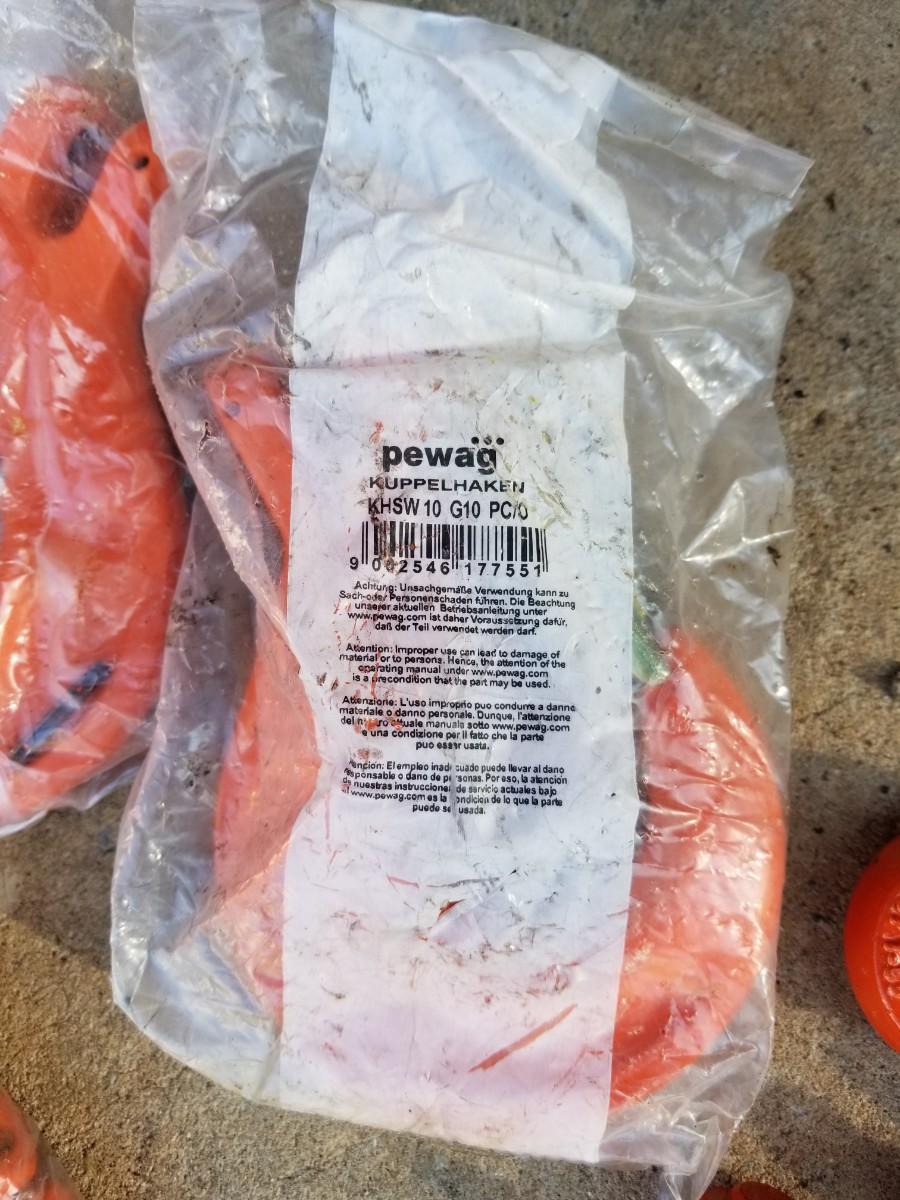 pewag
KUPPELHAKEN
KHSW 10 G10 PC/O
9 002546 177551
Achtung: Unsachgemäße Verwendung kann zu
Sach-oder Personenschaden führen. Die Beachtung
unserer aktuellen Betriebsanleitung unter
www.pewag.com ist daher Voraussetzung dafür,
daß der Teil verwendet werden darf.
Attention: Improper use can lead to damage of
material or to persons. Hence, the attention of the
operating manual under www.pewag.com
is a precondition that the part may be used.
Attenzione: L'uso improprio puo condurre a danne
materiale o danno personale. Dunque, l'attenzione
del nostro attuale manuale sotto www.pewag.com
e una condizione per il fatto che la parte
puo esser usata.
El empleo inadecuado puede llevar al dano
responsable o dano de personas. Por eso, la atencion
de nuestras instrucciones de servicio actuales bajo
www.pewag.com es la condicion de lo que la parte
puede ser usada.